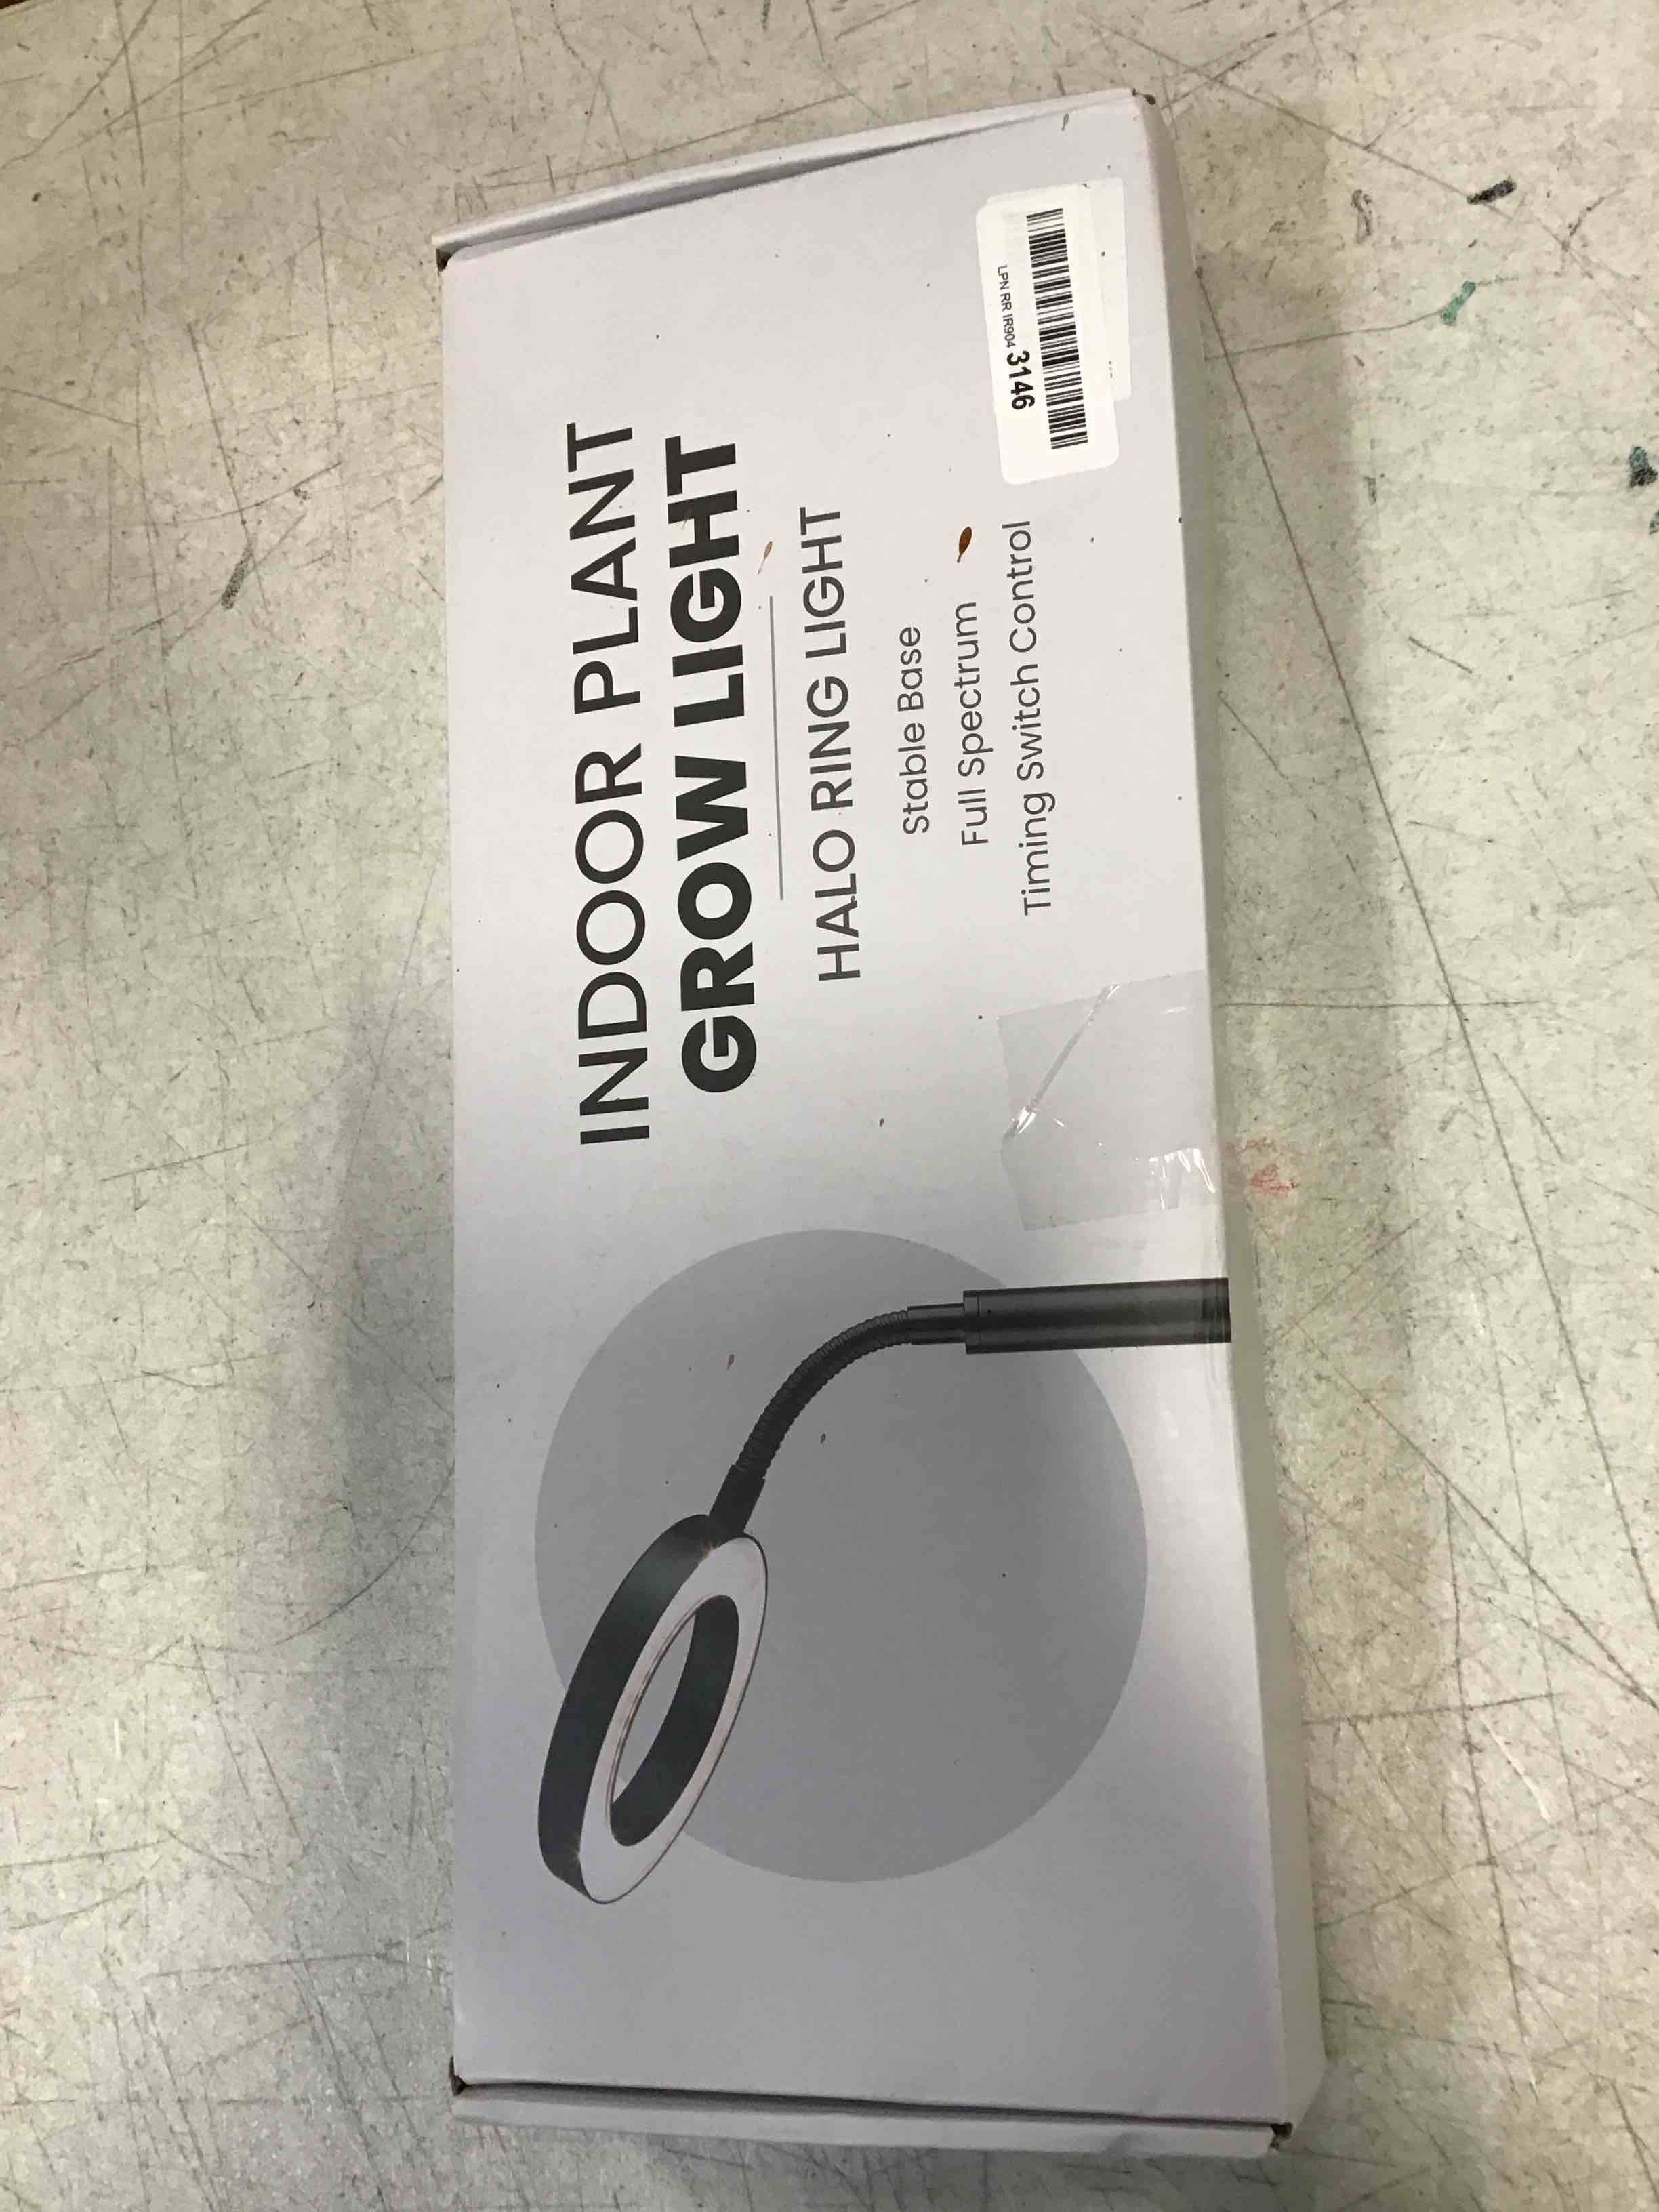 INDOOR PLANT
GROW LIGHT
HALO RING LIGHT
Stable Base
Full Spectrum
Timing Switch Control
LPN RR IR904 3146